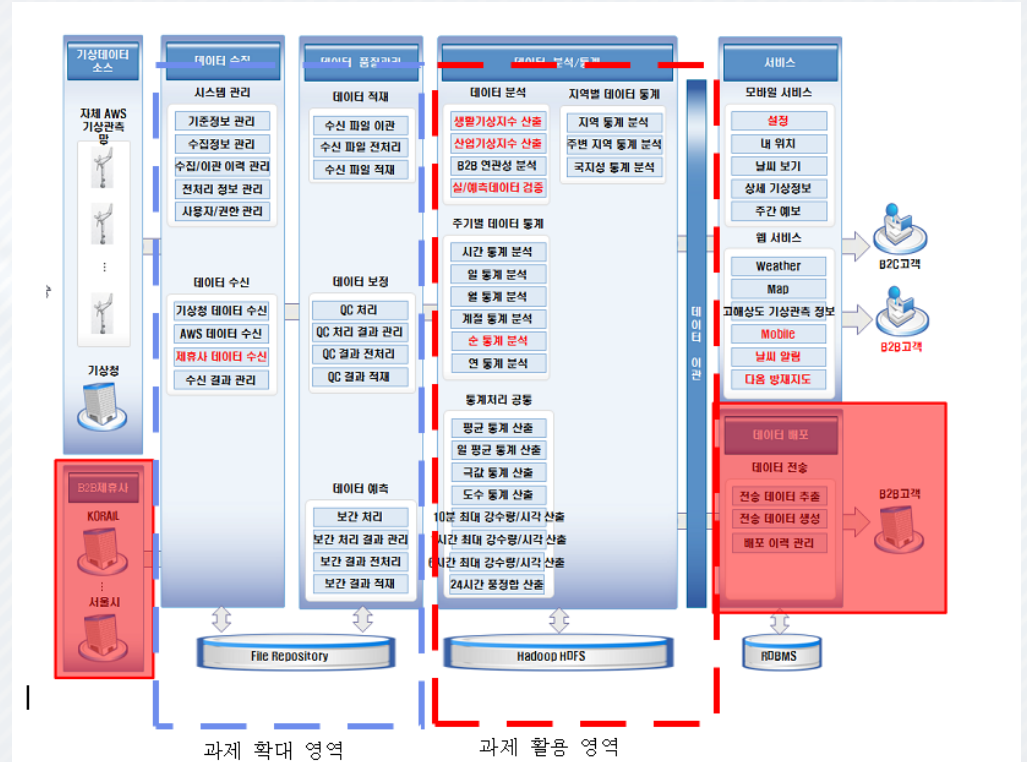 기상데이터
소스
자체 AWS
기상관측
망
⋮
기상청
B2B제휴사
KORAIL
⋮
서울시
데이터 수집
시스템 관리
기준정보 관리
수집정보 관리
수집/이관 이력 관리
전처리 정보 관리
사용자/권한 관리
데이터 수신
기상청 데이터 수신
AWS 데이터 수신
제휴사 데이터 수신
수신 결과 관리
데이터 품질관리
데이터 적재
수신 파일 이관
수신 파일 전처리
수신 파일 적재
데이터 보정
QC 처리
QC 처리 결과 관리
QC 결과 전처리
QC 결과 적재
데이터 예측
보간 처리
보간 처리 결과 관리
보간 결과 전처리
보간 결과 적재
File Repository
데이터 분석/통계
데이터 분석
생활기상지수 산출
산업기상지수 산출
B2B 연관성 분석
실/예측데이터 검증
지역별 데이터 통계
지역 통계 분석
주변 지역 통계 분석
국지성 통계 분석
주기별 데이터 통계
시간 통계 분석
일 통계 분석
월 통계 분석
계절 통계 분석
순 통계 분석
연 통계 분석
통계처리 공통
평균 통계 산출
일 평균 통계 산출
극값 통계 산출
도수 통계 산출
10분 최대 강수량/시각 산출
시간 최대 강수량/시각 산출
6시간 최대 강수량/시각 산출
24시간 풍정합 산출
Hadoop HDFS
데이터 이관
서비스
모바일 서비스
설정
내 위치
날씨 보기
상세 기상정보
주간 예보
웹 서비스
Weather
Map
고해상도 기상관측 정보
Mobile
날씨 알림
다음 방재지도
데이터 배포
데이터 전송
전송 데이터 추출
전송 데이터 생성
배포 이력 관리
RDBMS
B2C고객
B2B고객
B2B고객
과제 확대 영역
과제 활용 영역